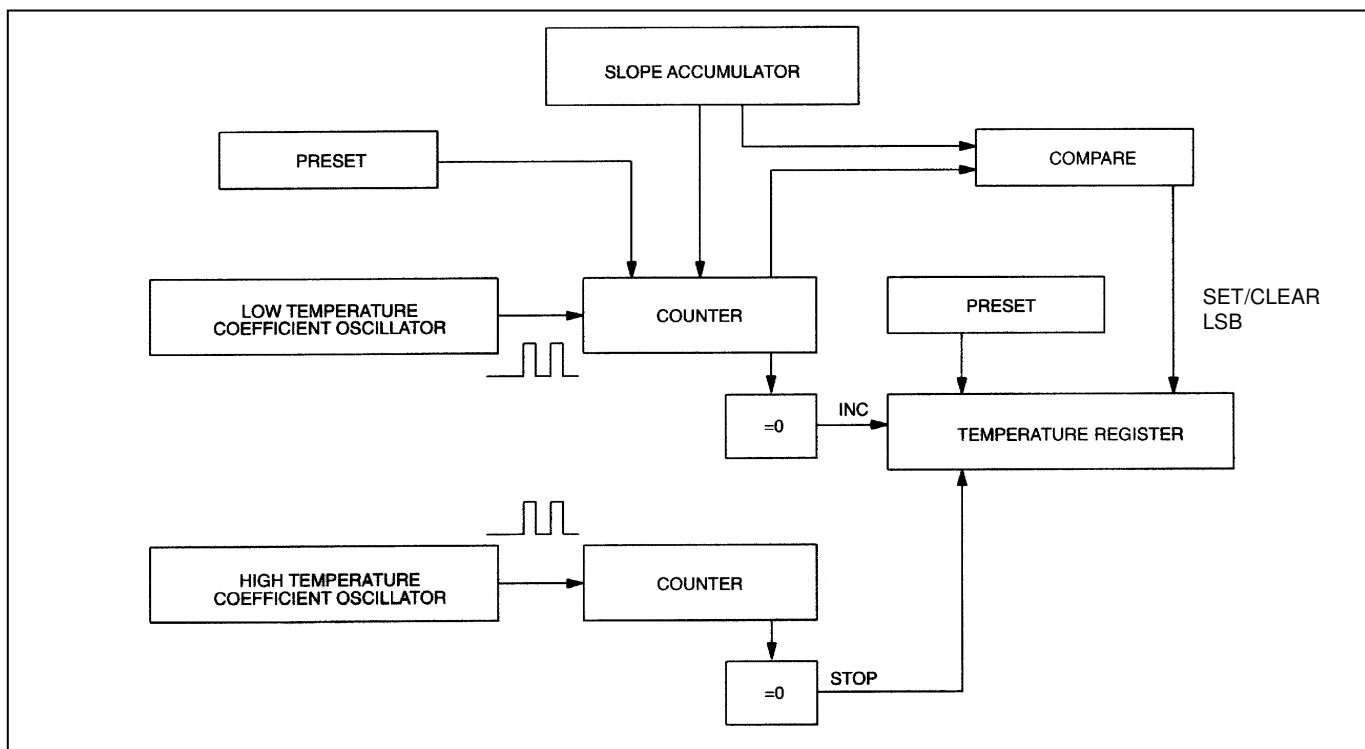 SLOPE ACCUMULATOR
PRESET
COMPARE
LOW TEMPERATURE
COEFFICIENT OSCILLATOR
COUNTER
PRESET
SET/CLEAR
LSB
=0
INC
TEMPERATURE REGISTER
HIGH TEMPERATURE
COEFFICIENT OSCILLATOR
COUNTER
=0
STOP